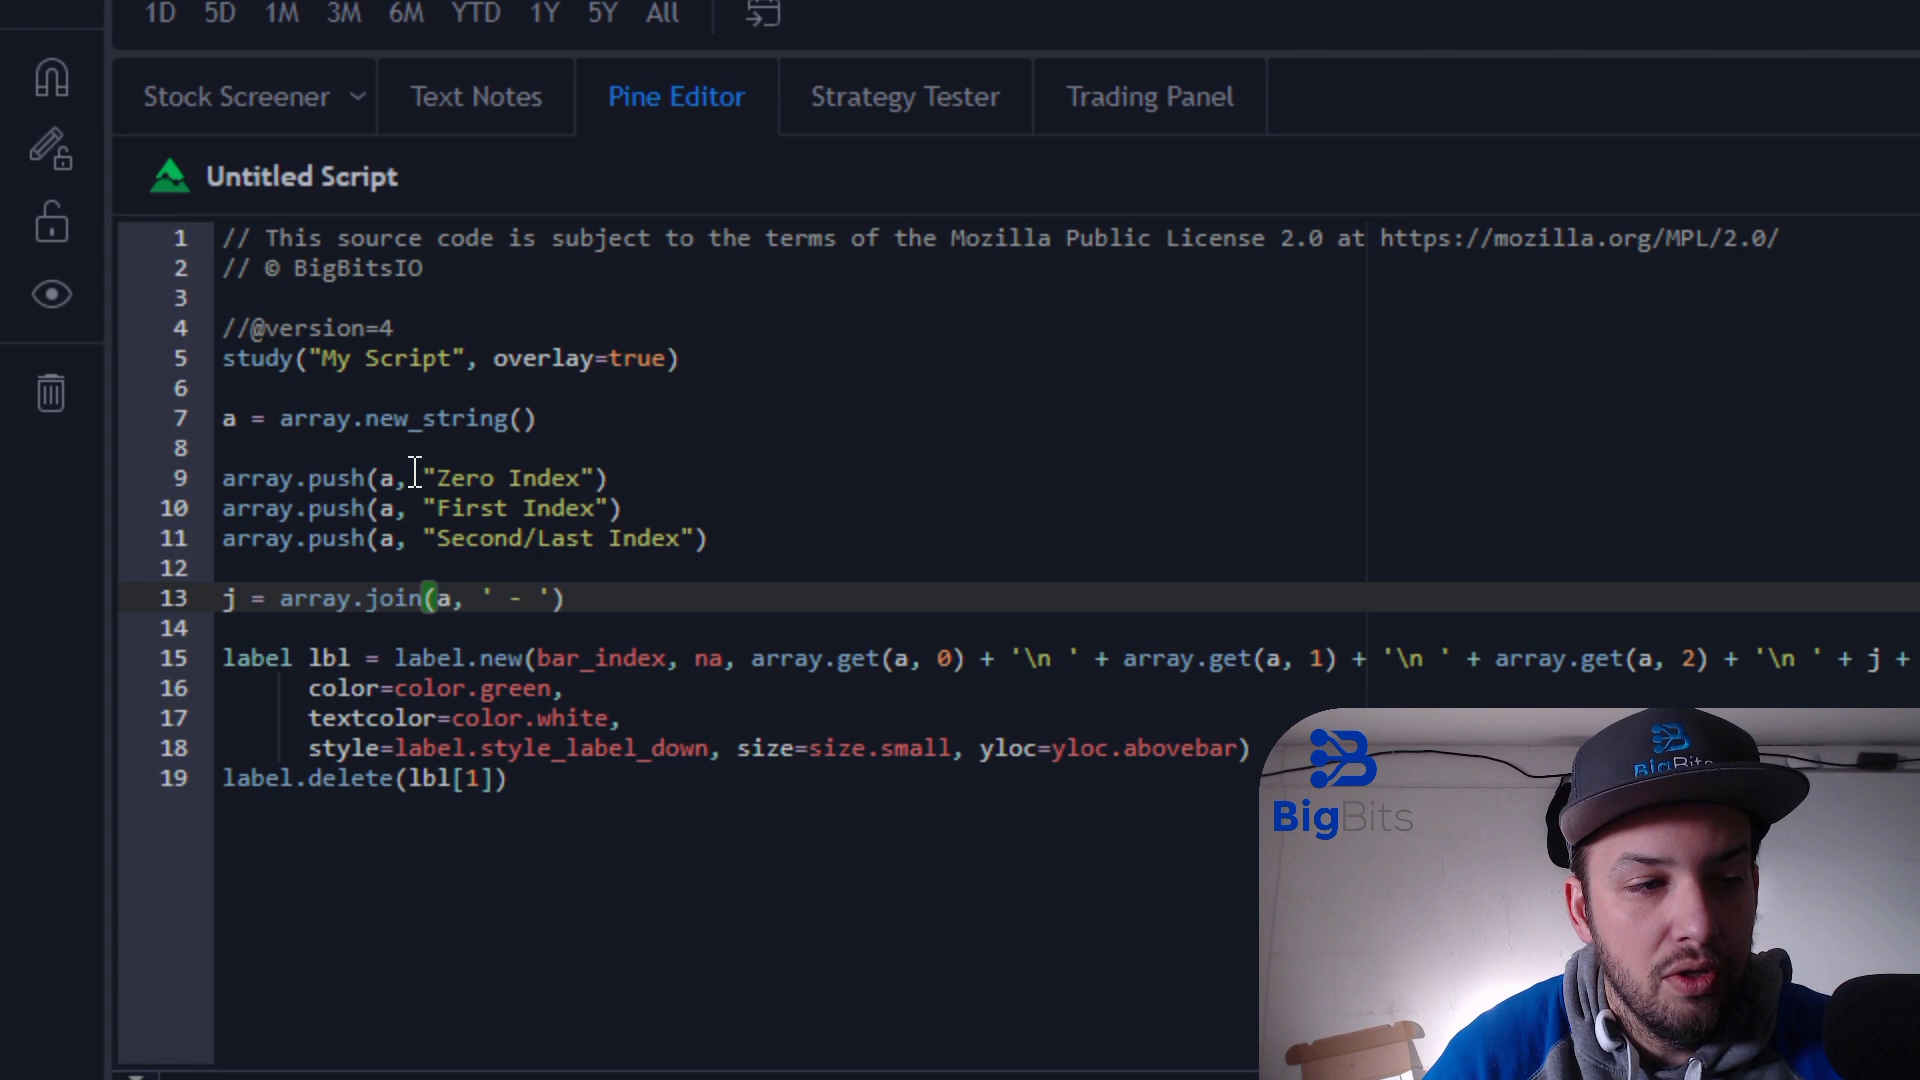 1D 5D 1M 3M 6M YTD 1Y 5Y All
Stock Screener Text Notes Pine Editor Strategy Tester Trading Panel
Untitled Script
1 // This source code is subject to the terms of the Mozilla Public License 2.0 at https://mozilla.org/MPL/2.0/
2 // © BigBitsIO
3
4 //@version=4
5 study("My Script", overlay=true)
6
7 a = array.new_string()
8
9 array.push(a, "Zero Index")
10 array.push(a, "First Index")
11 array.push(a, "Second/Last Index")
12
13 j = array.join(a, ' - ')
14
15 label lbl = label.new(bar_index, na, array.get(a, 0) + '\n ' + array.get(a, 1) + '\n ' + array.get(a, 2) + '\n ' + j +
16 color=color.green,
17 textcolor=color.white,
18 style=label.style_label_down, size=size.small, yloc=yloc.abovebar)
19 label.delete(lbl[1])
BigBits
BigBits